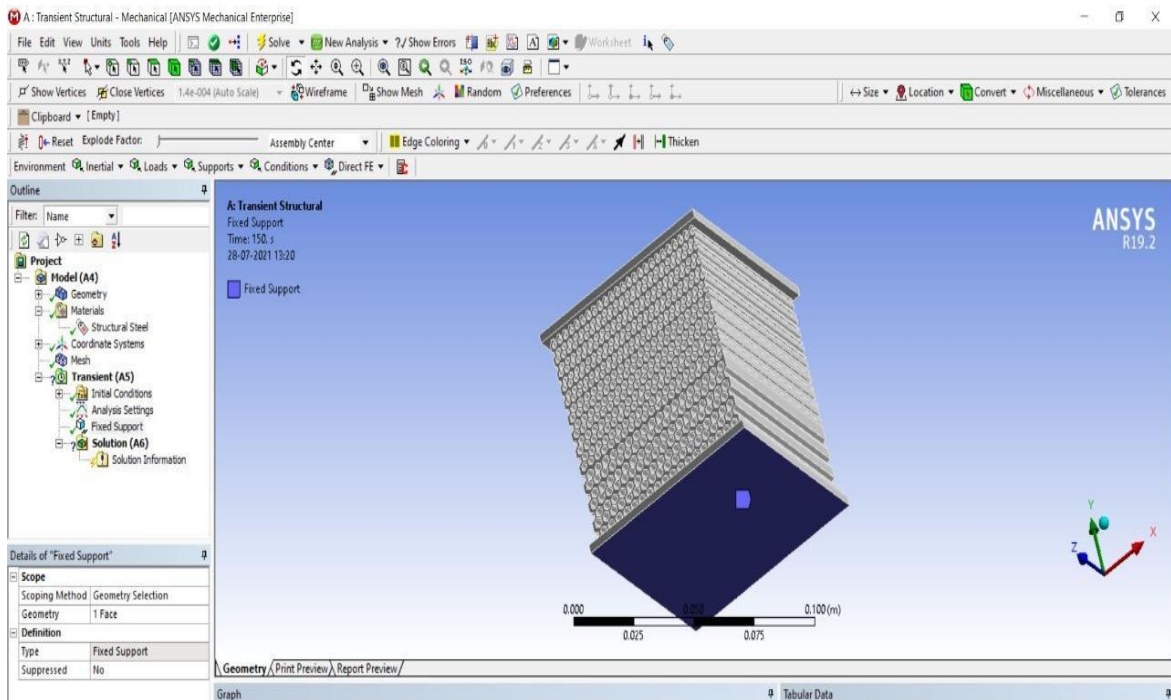 A : Transient Structural - Mechanical [ANSYS Mechanical Enterprise]
File Edit View Units Tools Help Solve New Analysis ?/ Show Errors A Worksheet
Show Vertices Close Vertices 1.4e-004 (Auto Scale) Wireframe Show Mesh Random Preferences Size Location Convert Miscellaneous Tolerances
Clipboard [Empty]
Reset Explode Factor: Assembly Center Edge Coloring Thicken
Environment Inertial Loads Supports Conditions Direct FE
Outline
Filter: Name
Project
Model (A4)
Geometry
Materials
Structural Steel
Coordinate Systems
Mesh
Transient (A5)
Initial Conditions
Analysis Settings
Fixed Support
Solution (A6)
Solution Information
Details of "Fixed Support"
Scope
Scoping Method Geometry Selection
Geometry 1 Face
Definition
Type Fixed Support
Suppressed No
A: Transient Structural
Fixed Support
Time: 150. s
28-07-2021 13:20
Fixed Support
ANSYS
R19.2
Y
Z X
0.000 0.050 0.100 (m)
0.025 0.075
Geometry Print Preview Report Preview
Graph Tabular Data